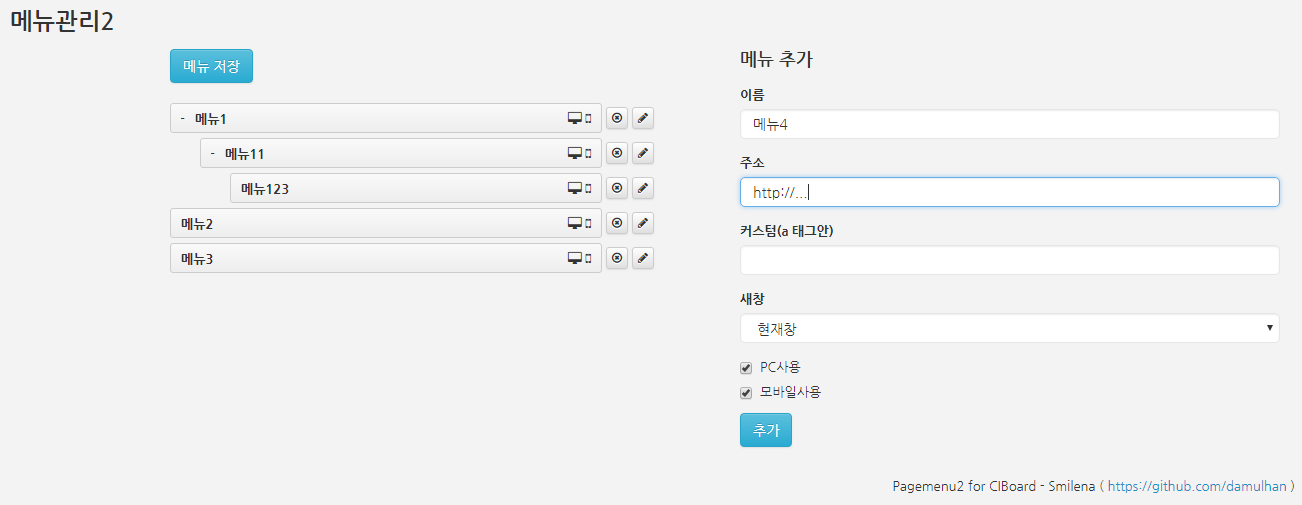 메뉴관리2
메뉴 저장
- 메뉴1
- 메뉴11
메뉴123
메뉴2
메뉴3
메뉴 추가
이름
메뉴4
주소
http://...
커스텀(a 태그안)
새창
현재창
PC사용
모바일사용
추가
Pagemenu2 for CIBoard - Smilena ( https://github.com/damulhan )